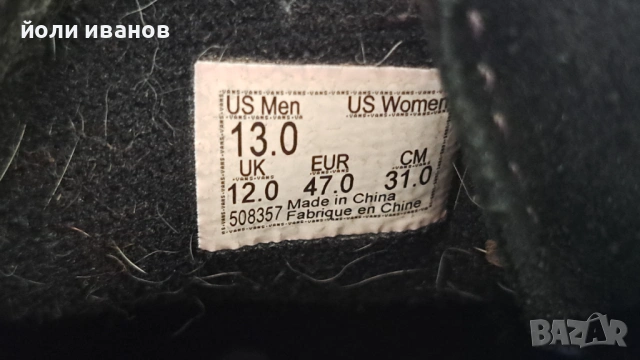 йоли иванов
US Men US Women
13.0
UK EUR CM
12.0 47.0 31.0
508357 Made in China
Fabrique en Chine
BAZAR